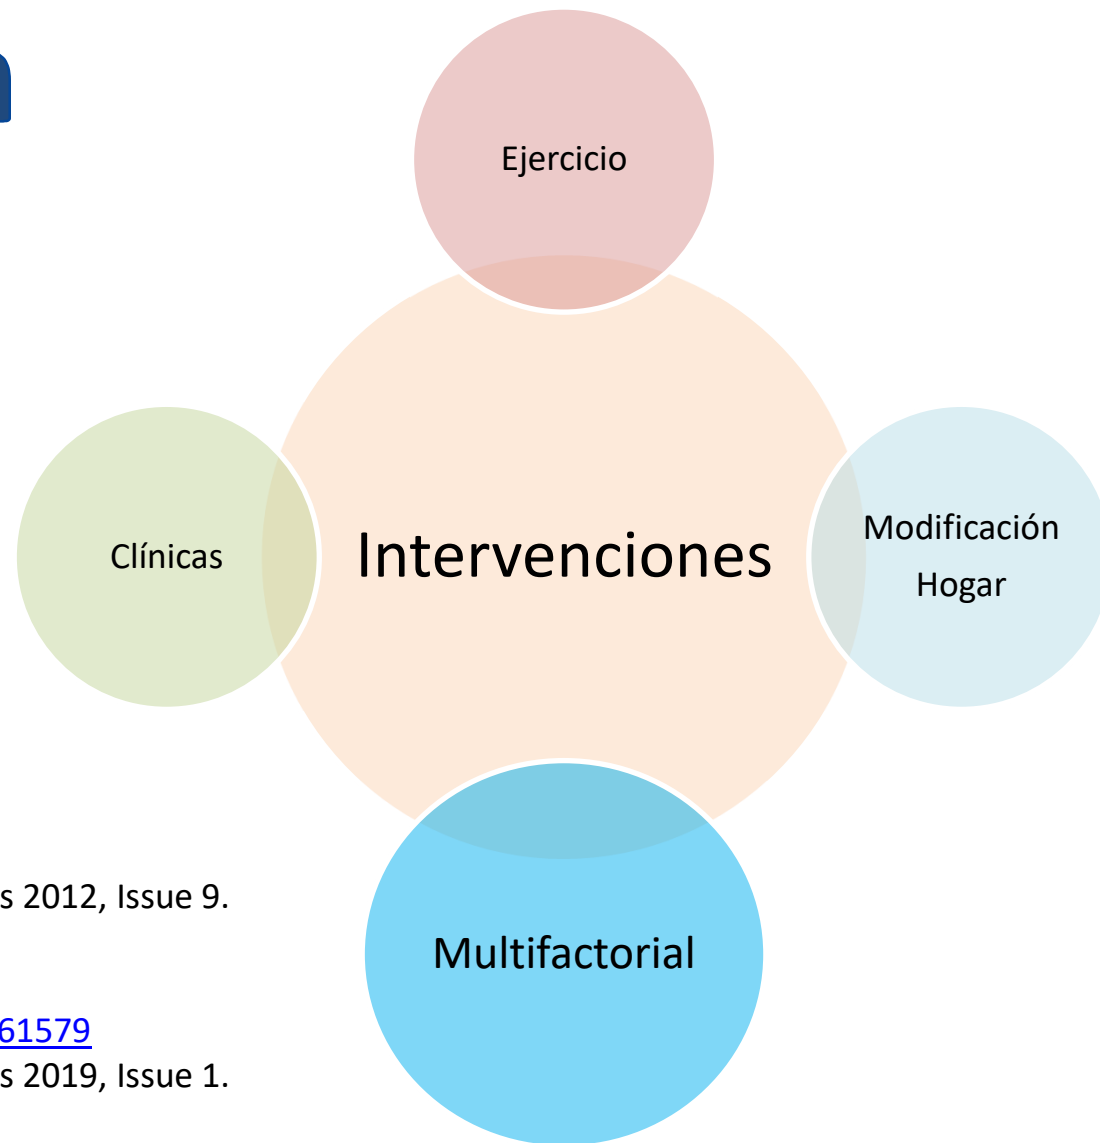 Ejercicio
Clínicas
Intervenciones
Modificación
Hogar
Multifactorial
s 2012, Issue 9.
61579
s 2019, Issue 1.